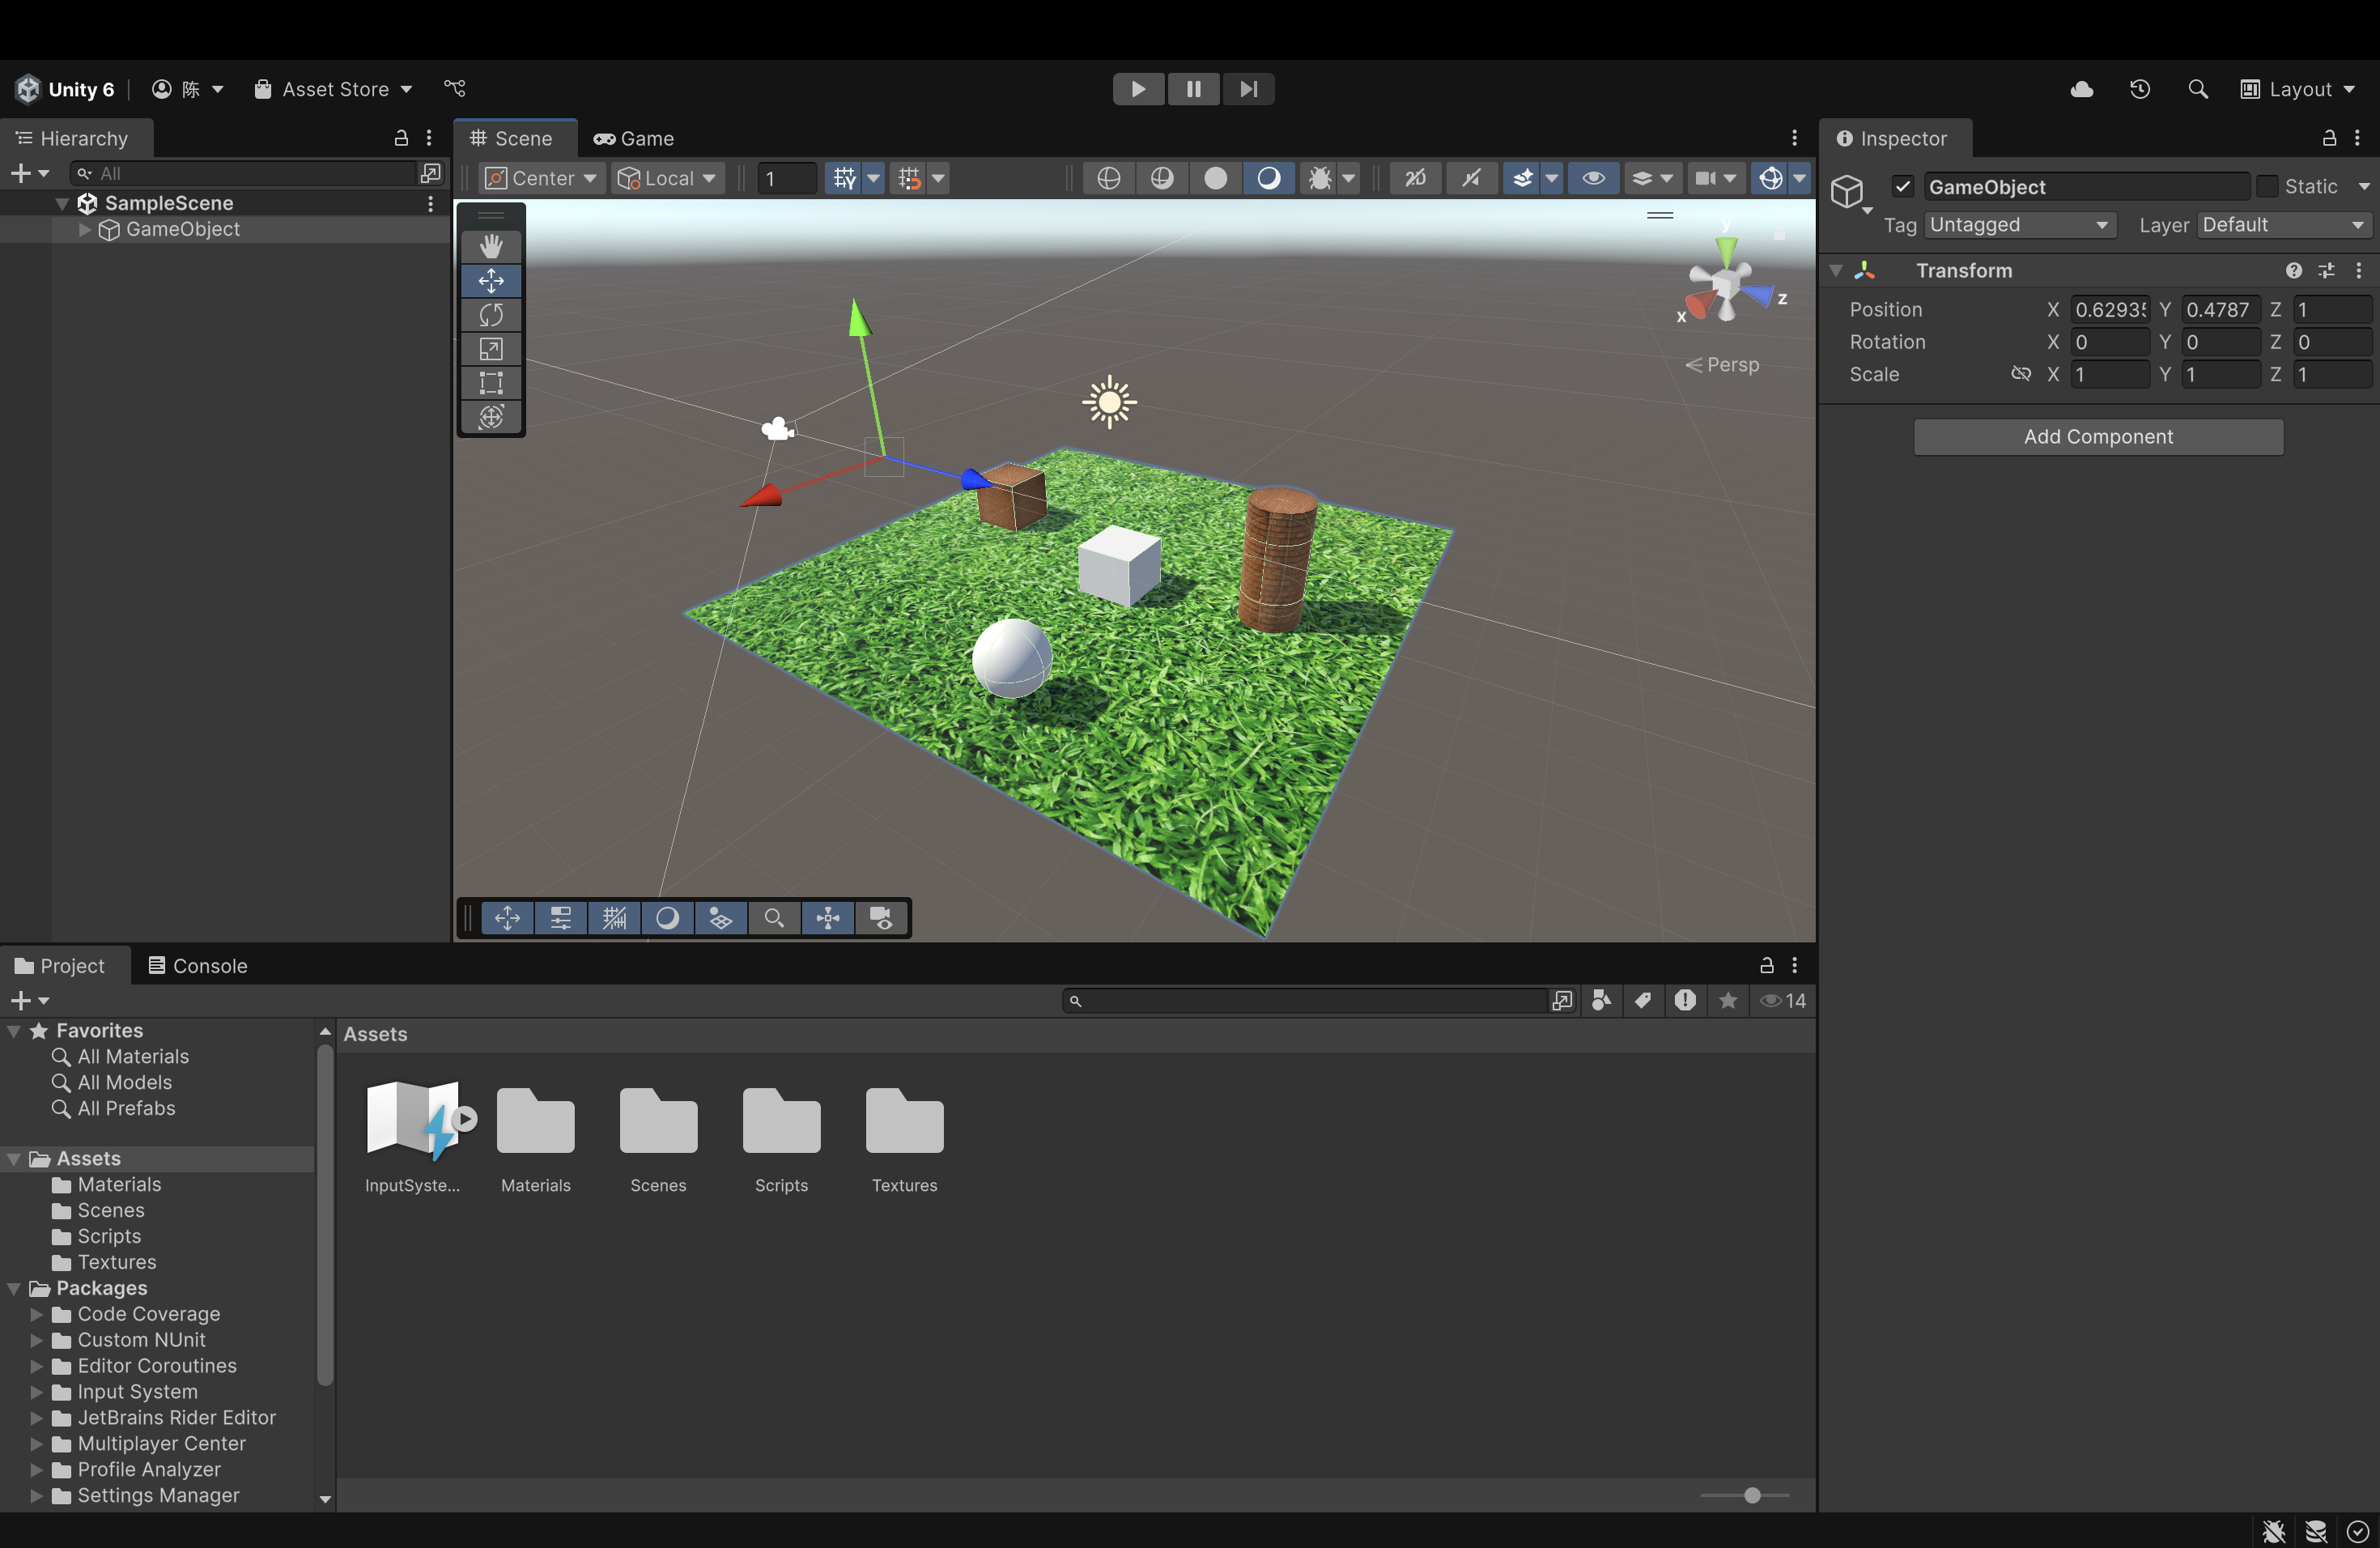 Unity 6
陈
Asset Store
Layout
Hierarchy
All
SampleScene
GameObject
Scene
Game
Center
Local
1
2D
y
x
z
Persp
Inspector
GameObject
Static
Tag
Untagged
Layer
Default
Transform
Position
X
0.6293
Y
0.4787
Z
1
Rotation
X
0
Y
0
Z
0
Scale
X
1
Y
1
Z
1
Add Component
Project
Console
14
Favorites
All Materials
All Models
All Prefabs
Assets
Materials
Scenes
Scripts
Textures
Packages
Code Coverage
Custom NUnit
Editor Coroutines
Input System
JetBrains Rider Editor
Multiplayer Center
Profile Analyzer
Settings Manager
Assets
InputSyste...
Materials
Scenes
Scripts
Textures